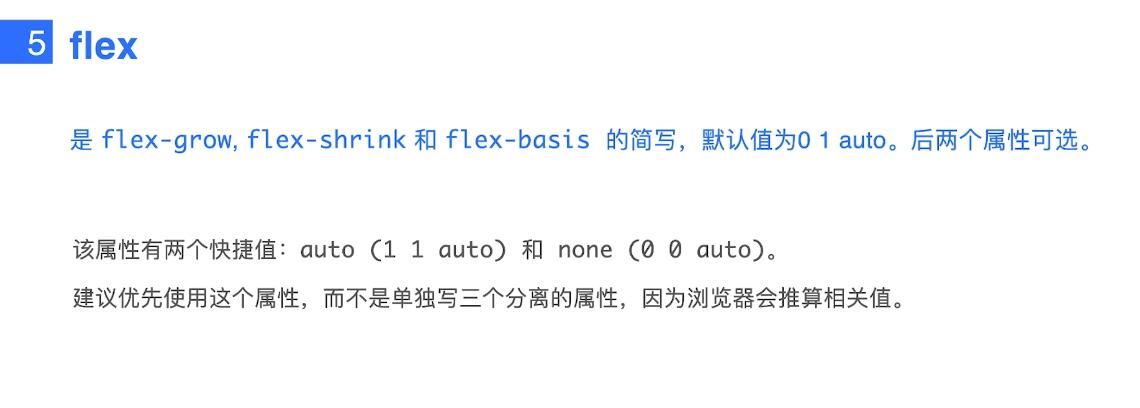 5 flex
是 flex-grow, flex-shrink 和 flex-basis 的简写，默认值为0 1 auto。后两个属性可选。
该属性有两个快捷值：auto (1 1 auto) 和 none (0 0 auto)。
建议优先使用这个属性，而不是单独写三个分离的属性，因为浏览器会推算相关值。